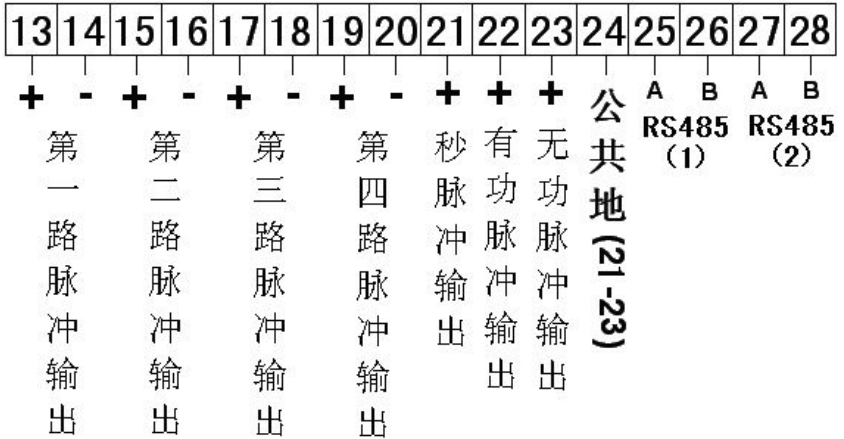 13 14 15 16 17 18 19 20 21 22 23 24 25 26 27 28
+ - + - + - + - + + + A B A B
第一路脉冲输出
第二路脉冲输出
第三路脉冲输出
第四路脉冲输出
秒脉冲输出
有功脉冲输出
无功脉冲输出
公共地(21-23)
RS485
(1)
RS485
(2)